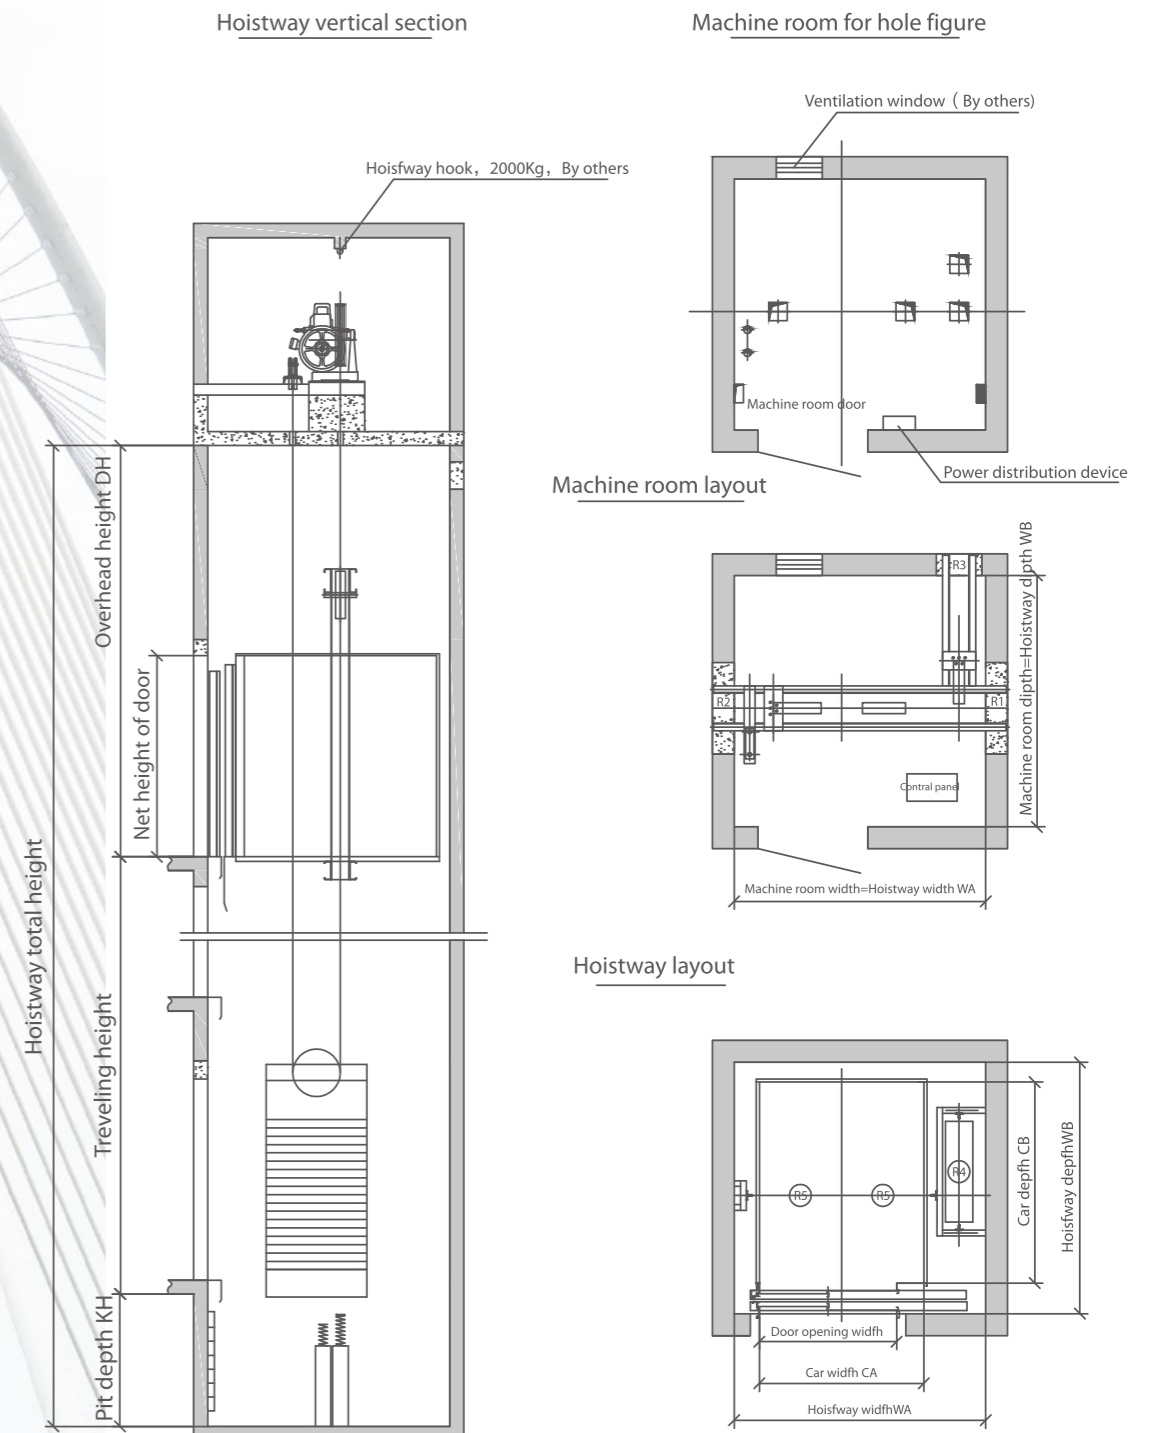 Hoistway vertical section
Machine room for hole figure
Ventilation window ( By others)
Hoisfway hook, 2000Kg, By others
Machine room door
Power distribution device
Machine room layout
Overhead height DH
Net height of door
Hoistway total height
Treveling height
Pit depth KH
R3
R2
R1
Contral panel
Machine room dipth=Hoistway dipth WB
Machine room width=Hoistway width WA
Hoistway layout
R4
R5
R5
Car depfh CB
Hoisfway depfhWB
Door opening widfh
Car widfh CA
Hoisfway widfhWA